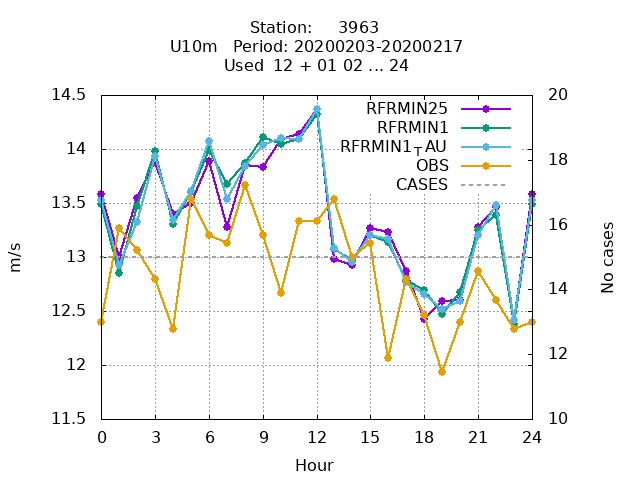 Station: 3963
U10m Period: 20200203-20200217
Used 12 + 01 02 ... 24
14.5
14
13.5
13
12.5
12
11.5
m/s
RFRMIN25
RFRMIN1
RFRMIN1TAU
OBS
CASES
20
18
16
14
12
10
No cases
0 3 6 9 12 15 18 21 24
Hour